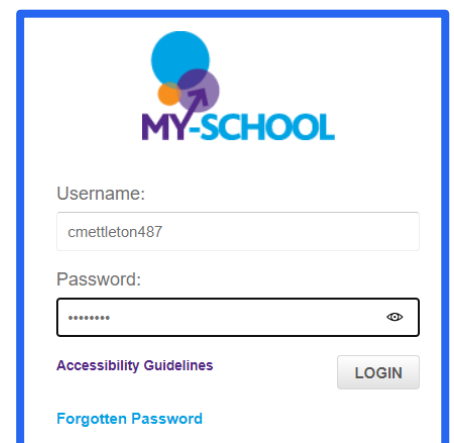 MY-SCHOOL
Username:
cmettleton487
Password:
••••••••
Accessibility Guidelines
LOGIN
Forgotten Password